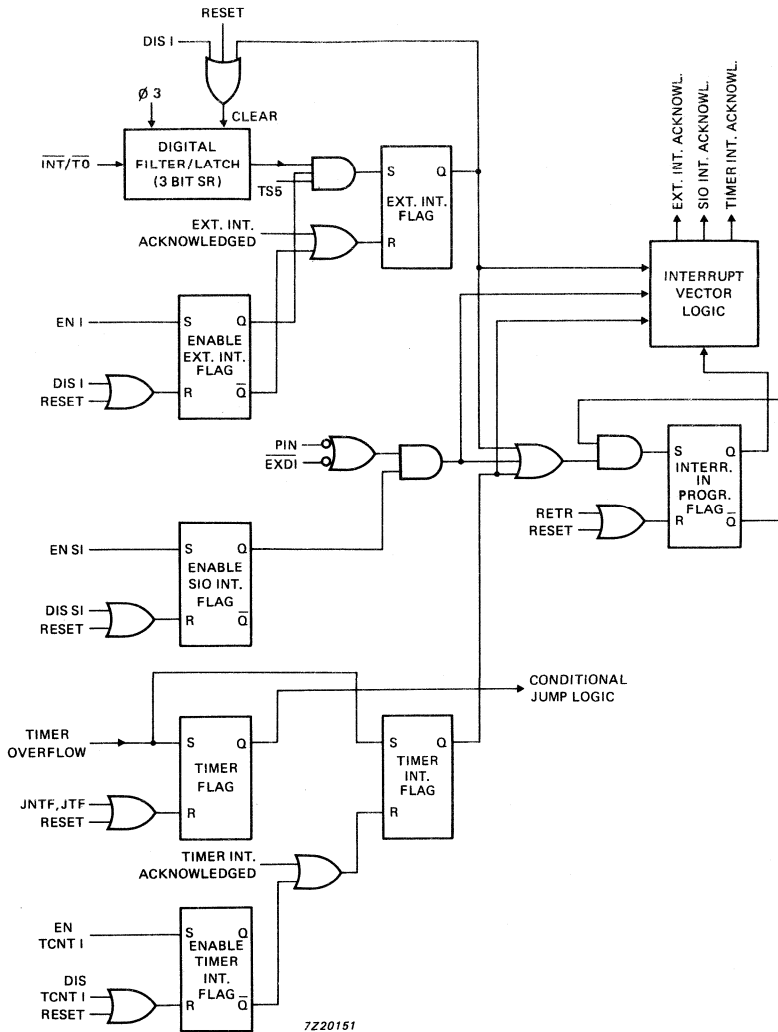 RESET
DIS I
Ø 3
CLEAR
DIGITAL
FILTER/LATCH
(3 BIT SR)
INT/T0
TS5
S
Q
EXT. INT.
FLAG
R
EXT. INT.
ACKNOWLEDGED
EXT. INT. ACKNOWL.
SIO INT. ACKNOWL.
TIMER INT. ACKNOWL.
INTERRUPT
VECTOR
LOGIC
EN I
S
Q
ENABLE
EXT. INT.
FLAG
R
Q
DIS I
RESET
PIN
EXDI
S
Q
INTERR.
IN
PROGR.
FLAG
R
Q
RETR
RESET
EN SI
S
Q
ENABLE
SIO INT.
FLAG
R
Q
DIS SI
RESET
CONDITIONAL
JUMP LOGIC
TIMER
OVERFLOW
S
Q
TIMER
FLAG
R
JNTF, JTF
RESET
S
Q
TIMER
INT.
FLAG
R
TIMER INT.
ACKNOWLEDGED
EN
TCNT I
S
Q
ENABLE
TIMER
INT.
FLAG
R
Q
DIS
TCNT I
RESET
7Z20151